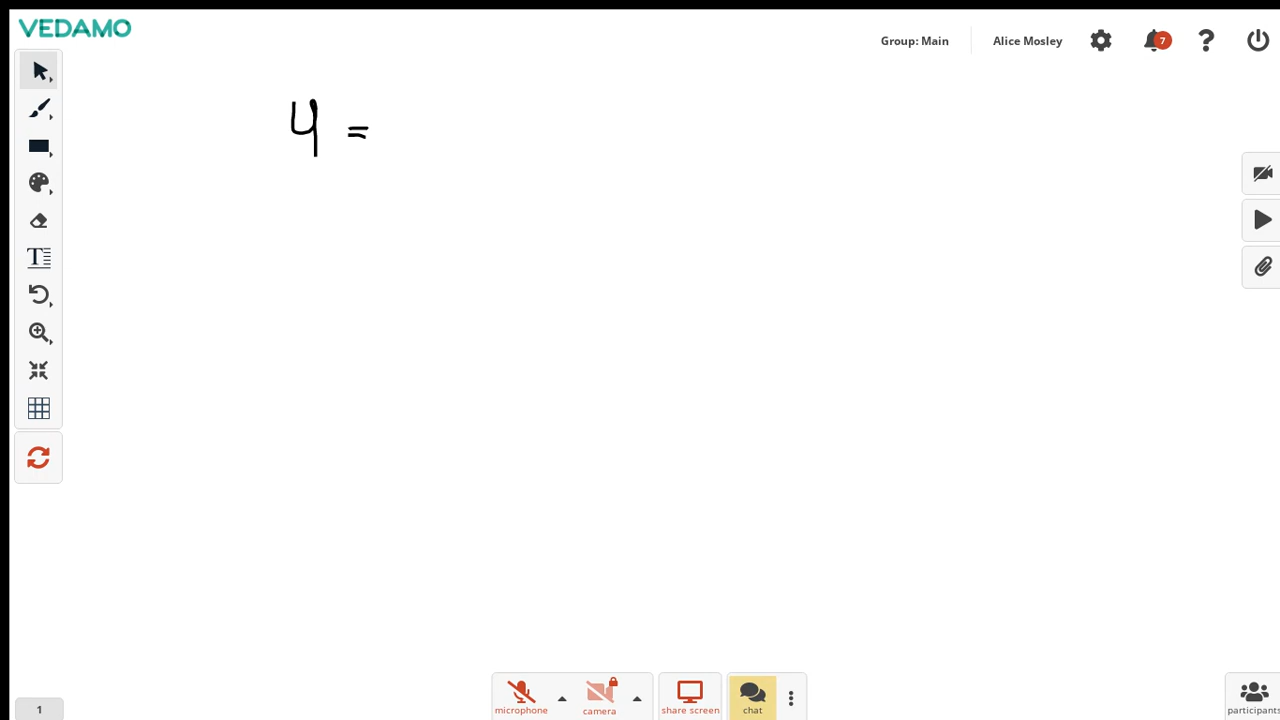 VEDAMO
Group: Main
Alice Mosley
7
4 =
T
1
microphone
camera
share screen
chat
participants